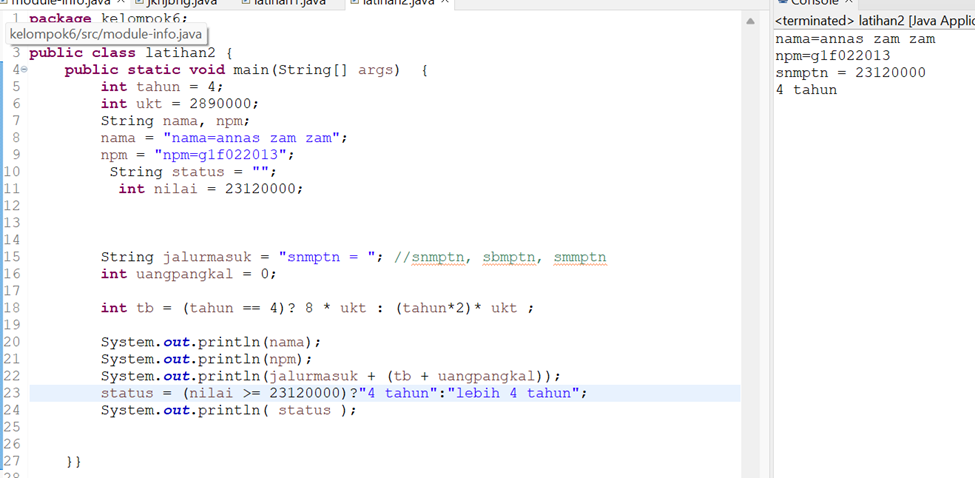 module-info.java × jknjbng.java latihan1.java latihan2.java ×
1 package kelompok6;
kelompok6/src/module-info.java
3 public class latihan2 {
4 public static void main(String[] args)  {
5 int tahun = 4;
6 int ukt = 2890000;
7 String nama, npm;
8 nama = "nama=annas zam zam";
9 npm = "npm=g1f022013";
10 String status = "";
11 int nilai = 23120000;
12
13
14
15 String jalurmasuk = "snmptn = "; //snmptn, sbmptn, smmptn
16 int uangpangkal = 0;
17
18 int tb = (tahun == 4)? 8 * ukt : (tahun*2)* ukt ;
19
20 System.out.println(nama);
21 System.out.println(npm);
22 System.out.println(jalurmasuk + (tb + uangpangkal));
23 status = (nilai >= 23120000)?"4 tahun":"lebih 4 tahun";
24 System.out.println( status );
25
26
27 }}
28
Console ×
<terminated> latihan2 [Java Applic
nama=annas zam zam
npm=g1f022013
snmptn = 23120000
4 tahun